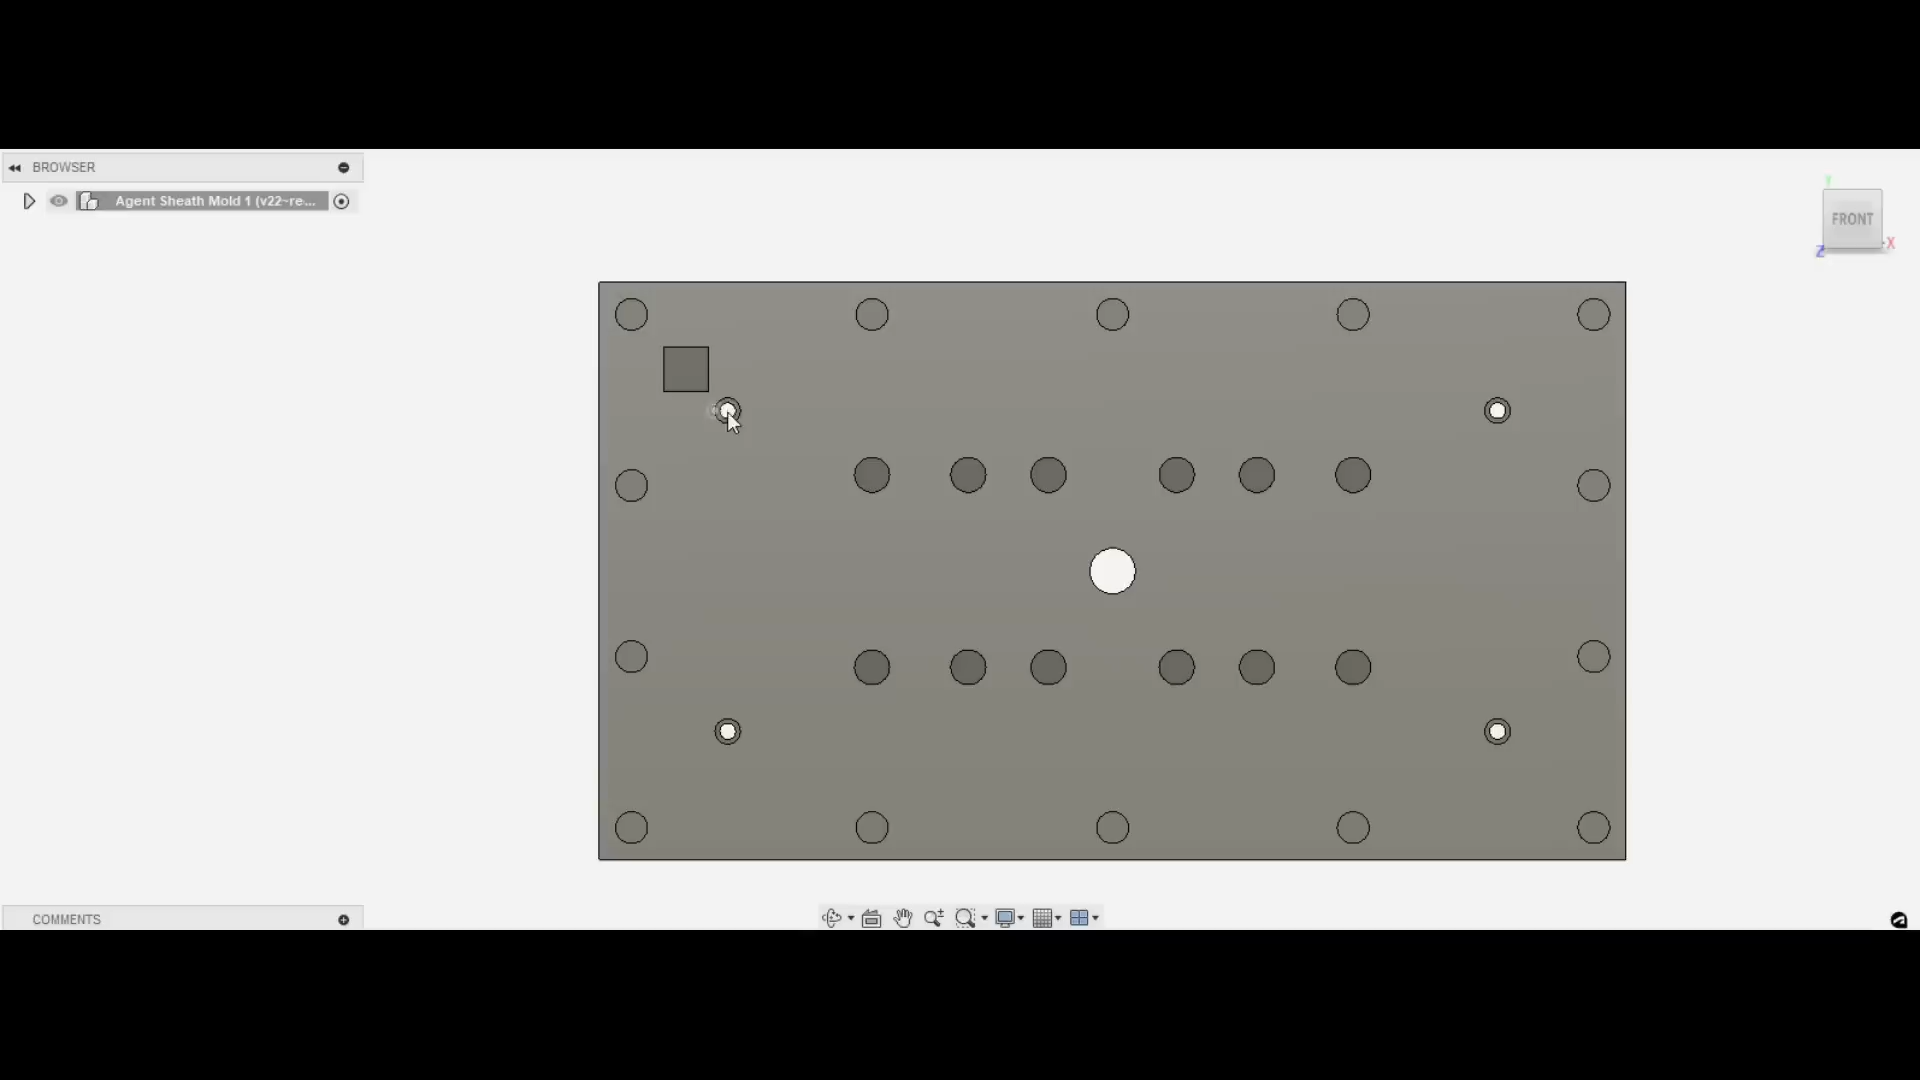 BROWSER
Agent Sheath Mold 1 (v22~re...
FRONT
Y
Z
X
COMMENTS